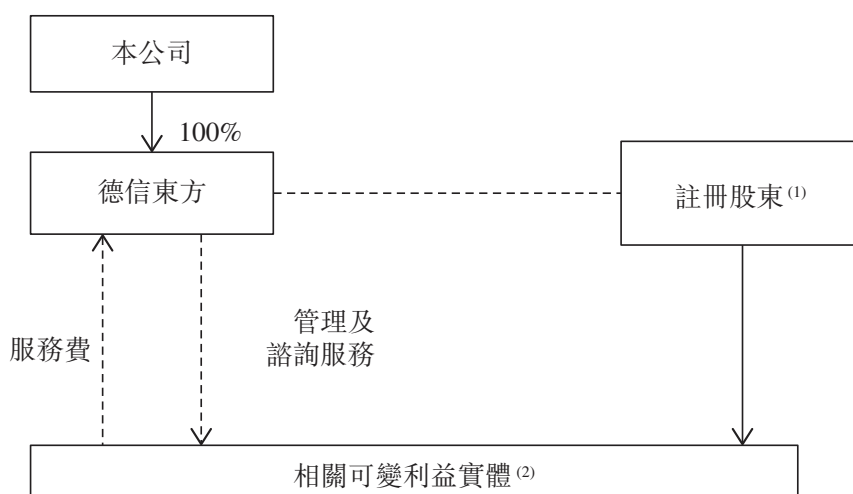 本公司
100%
德信東方
註冊股東(1)
管理及
諮詢服務
服務費
相關可變利益實體(2)